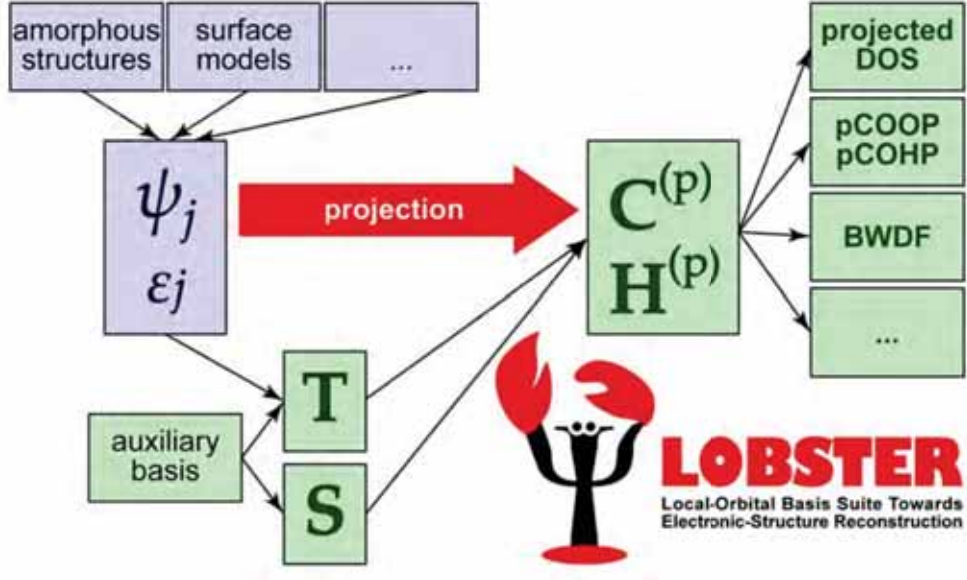 amorphous
structures
surface
models
...
projected
DOS
pCOOP
pCOHP
BWDF
...
ψj
εj
projection
C(p)
H(p)
T
S
auxiliary
basis
LOBSTER
Local-Orbital Basis Suite Towards
Electronic-Structure Reconstruction